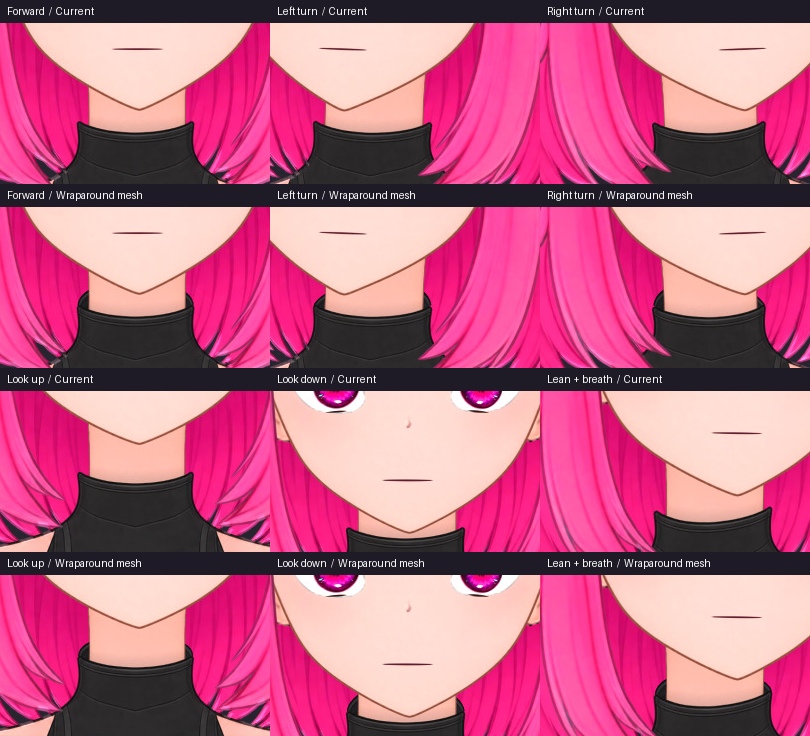 Forward / Current
Left turn / Current
Right turn / Current
Forward / Wraparound mesh
Left turn / Wraparound mesh
Right turn / Wraparound mesh
Look up / Current
Look down / Current
Lean + breath / Current
Look up / Wraparound mesh
Look down / Wraparound mesh
Lean + breath / Wraparound mesh